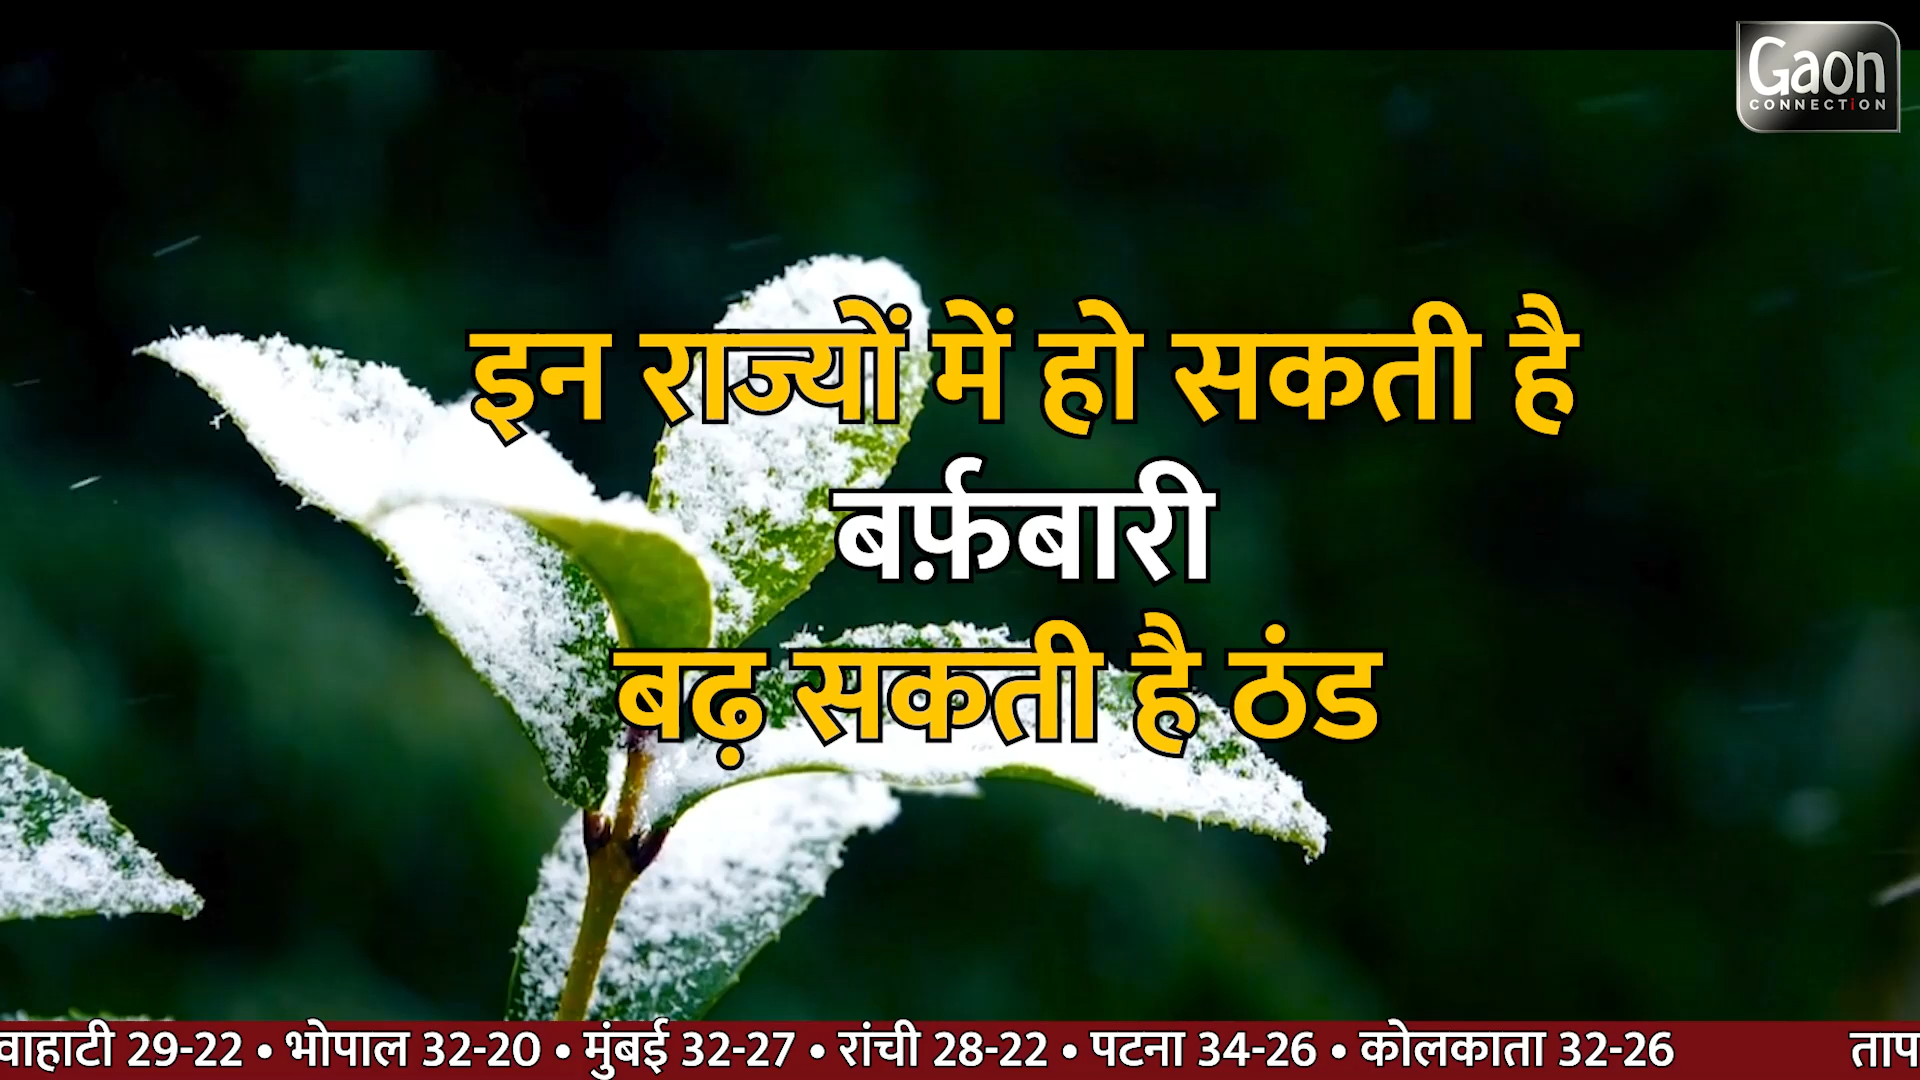 Gaon
CONNECTION
इन राज्यों में हो सकती है
बर्फ़बारी
बढ़ सकती है ठंड
वाहाटी 29-22 • भोपाल 32-20 • मुंबई 32-27 • रांची 28-22 • पटना 34-26 • कोलकाता 32-26 ताप